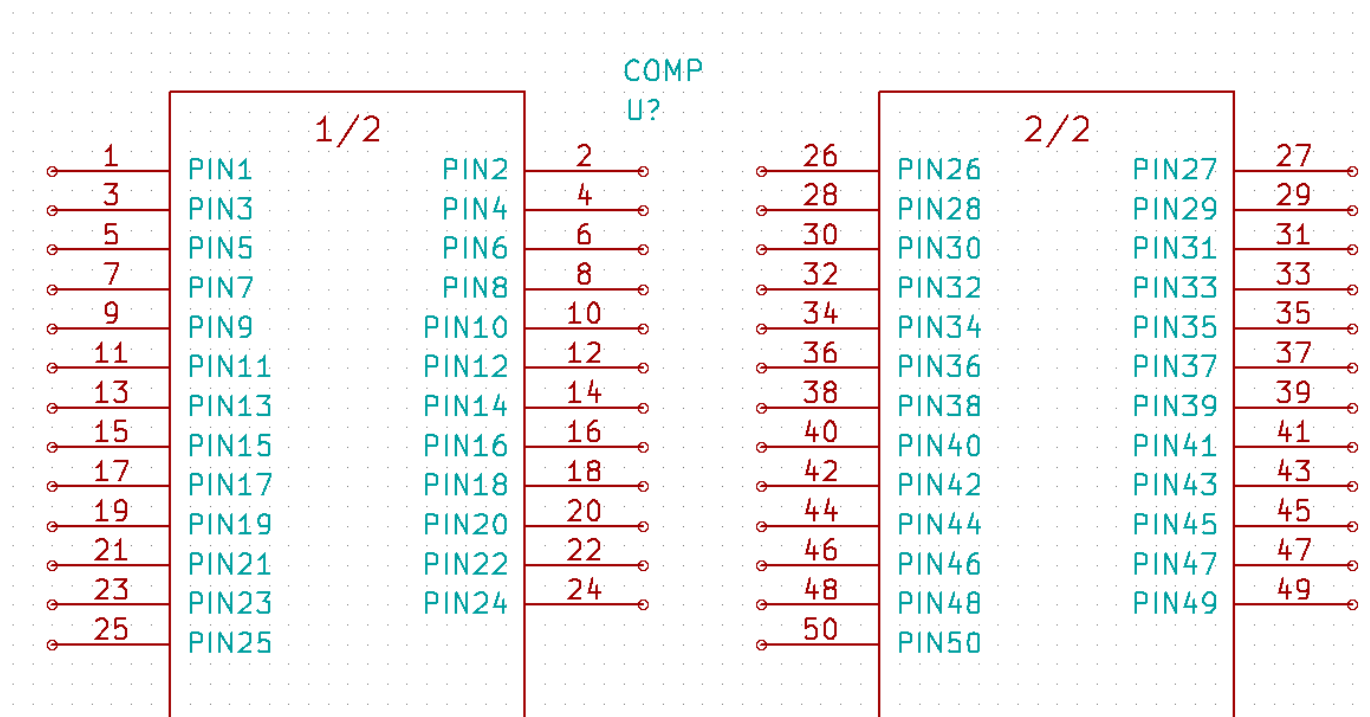 COMP
U?
1/2
1 PIN1 PIN2 2
3 PIN3 PIN4 4
5 PIN5 PIN6 6
7 PIN7 PIN8 8
9 PIN9 PIN10 10
11 PIN11 PIN12 12
13 PIN13 PIN14 14
15 PIN15 PIN16 16
17 PIN17 PIN18 18
19 PIN19 PIN20 20
21 PIN21 PIN22 22
23 PIN23 PIN24 24
25 PIN25
2/2
26 PIN26 PIN27 27
28 PIN28 PIN29 29
30 PIN30 PIN31 31
32 PIN32 PIN33 33
34 PIN34 PIN35 35
36 PIN36 PIN37 37
38 PIN38 PIN39 39
40 PIN40 PIN41 41
42 PIN42 PIN43 43
44 PIN44 PIN45 45
46 PIN46 PIN47 47
48 PIN48 PIN49 49
50 PIN50